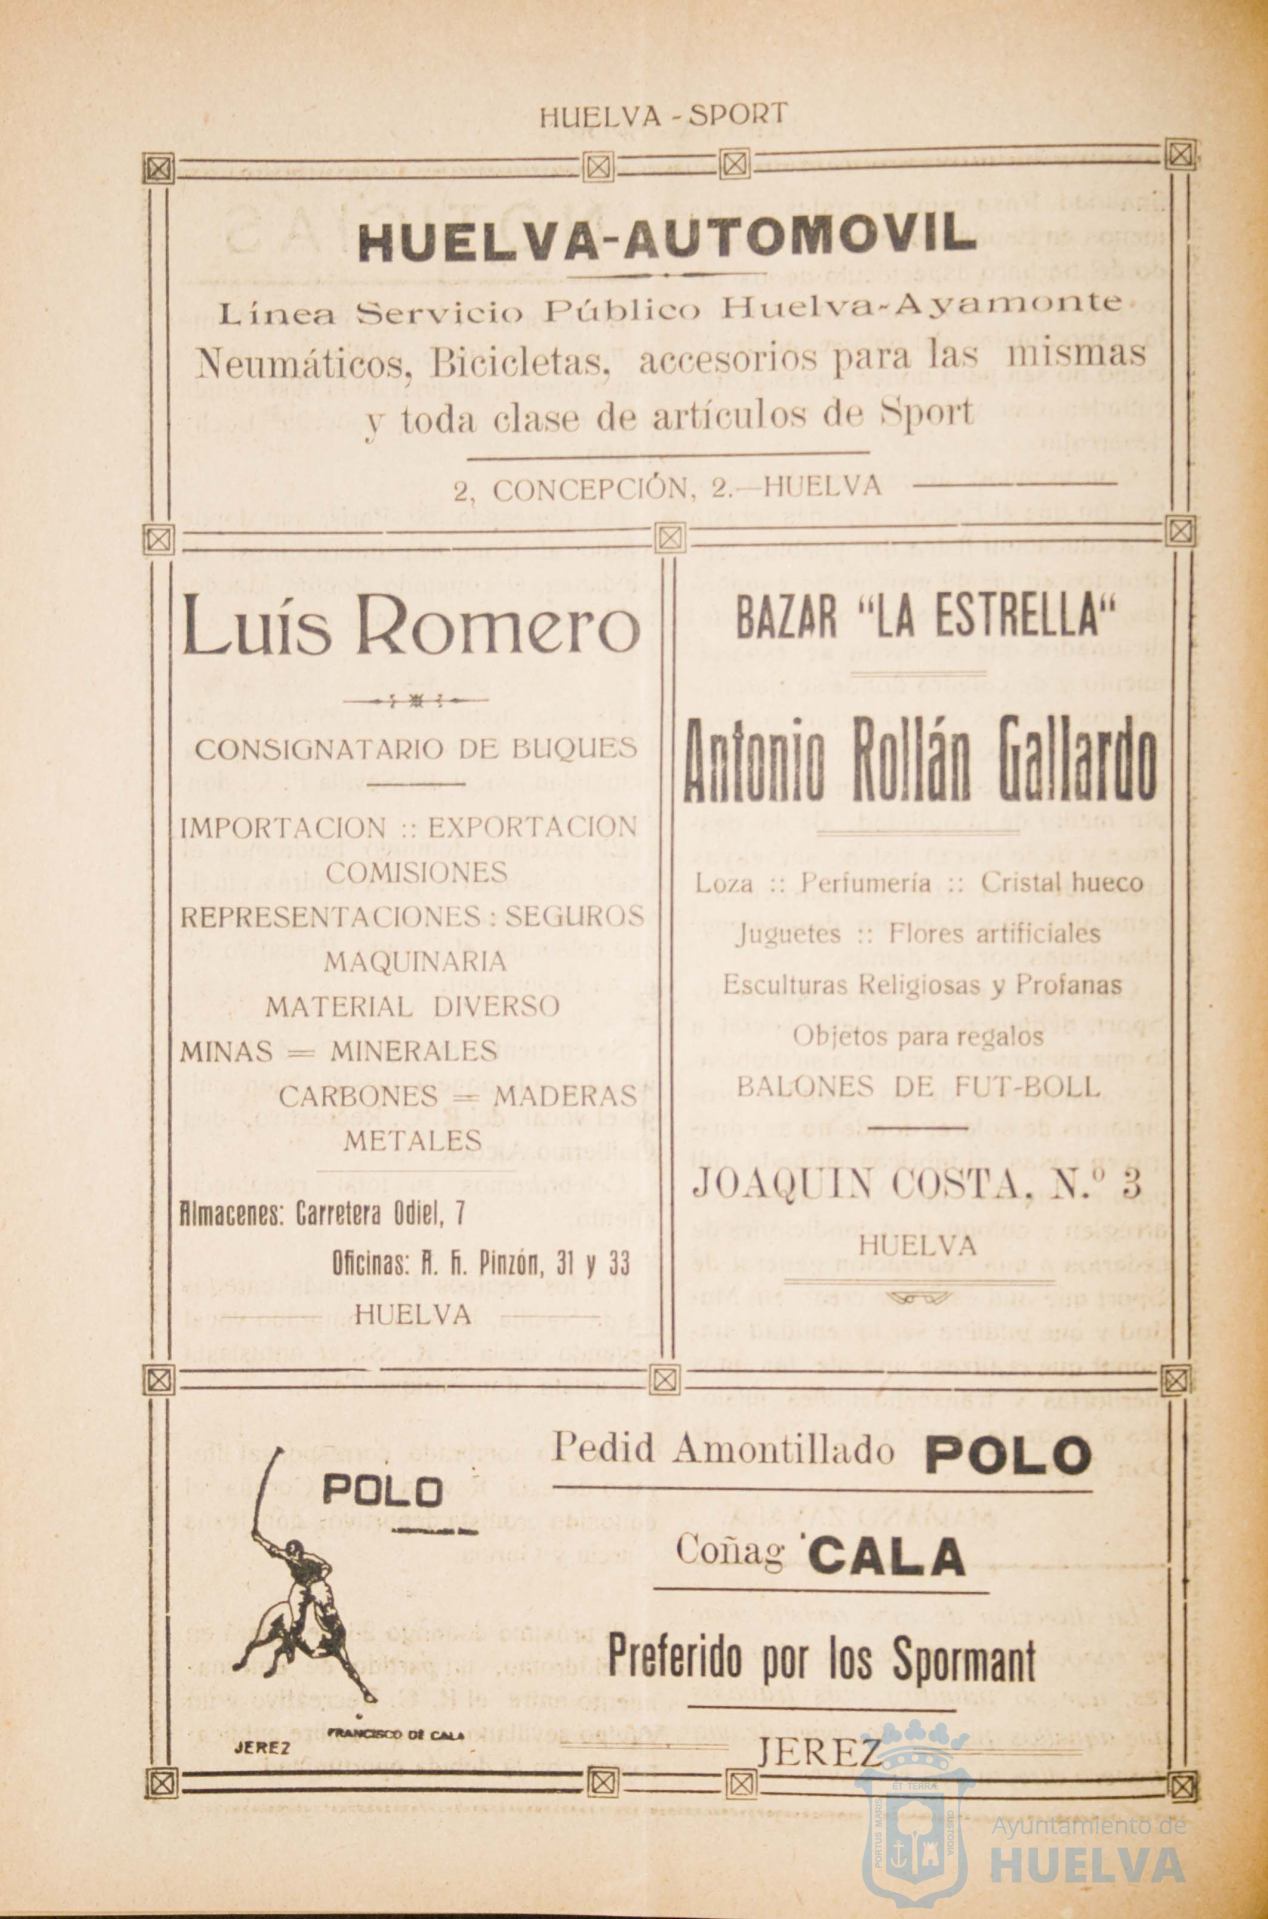 HUELVA - SPORT
HUELVA-AUTOMOVIL
Línea Servicio Público Huelva-Ayamonte
Neumáticos, Bicicletas, accesorios para las mismas
y toda clase de artículos de Sport
2, CONCEPCIÓN, 2.—HUELVA
Luís Romero
CONSIGNATARIO DE BUQUES
IMPORTACION :: EXPORTACION
COMISIONES
REPRESENTACIONES : SEGUROS
MAQUINARIA
MATERIAL DIVERSO
MINAS = MINERALES
CARBONES = MADERAS
METALES
Almacenes: Carretera Odiel, 7
Oficinas: A. H. Pinzón, 31 y 33
HUELVA
BAZAR “LA ESTRELLA“
Antonio Rollán Gallardo
Loza :: Perfumería :: Cristal hueco
Juguetes :: Flores artificiales
Esculturas Religiosas y Profanas
Objetos para regalos
BALONES DE FUT-BOLL
JOAQUIN COSTA, N.º 3
HUELVA
POLO
FRANCISCO DE CALA
JEREZ
Pedid Amontillado POLO
Coñag CALA
Preferido por los Spormant
JEREZ
ET TERRÆ
PORTUS MARIS
CUSTODIA
Ayuntamiento de
HUELVA